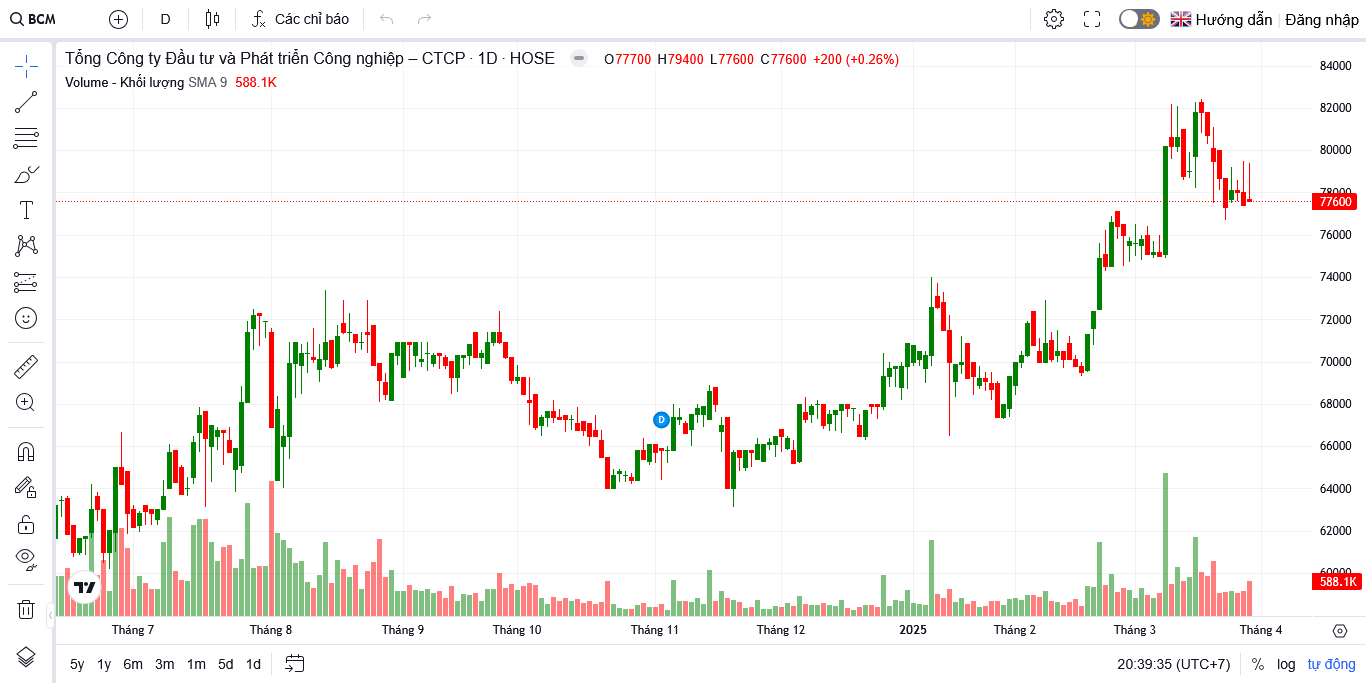 BCM D Các chỉ báo Hướng dẫn Đăng nhập
Tổng Công ty Đầu tư và Phát triển Công nghiệp – CTCP · 1D · HOSE O77700 H79400 L77600 C77600 +200 (+0.26%)
Volume - Khối lượng SMA 9 588.1K
84000
82000
80000
78000
77600
76000
74000
72000
70000
68000
D
66000
64000
62000
60000
588.1K
Tháng 7 Tháng 8 Tháng 9 Tháng 10 Tháng 11 Tháng 12 2025 Tháng 2 Tháng 3 Tháng 4
5y 1y 6m 3m 1m 5d 1d 20:39:35 (UTC+7) % log tự động